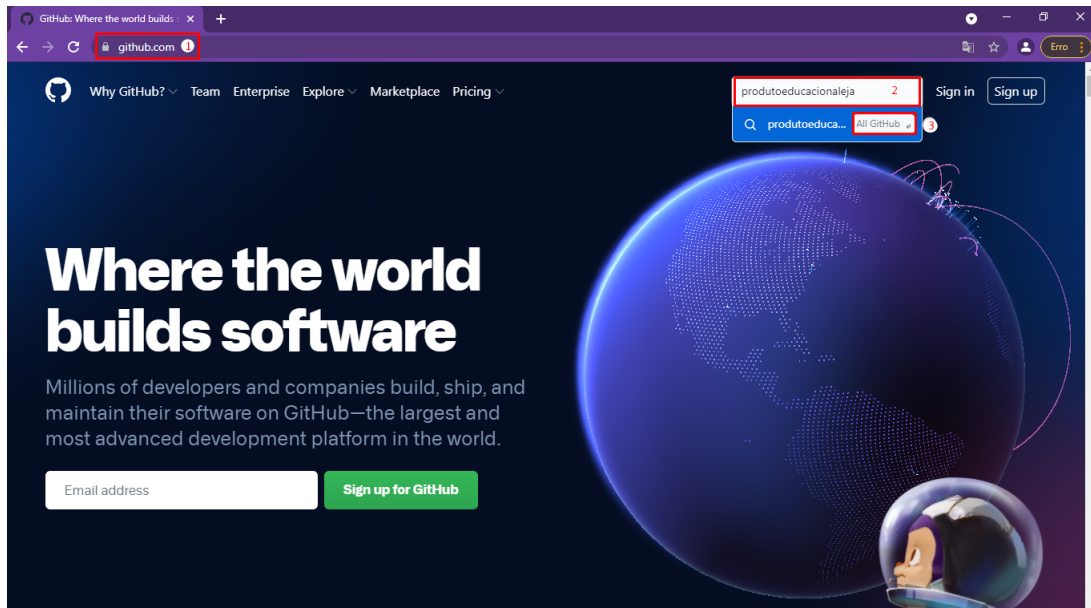 GitHub: Where the world builds s
github.com 1
Erro
Why GitHub? Team Enterprise Explore Marketplace Pricing
produtoeducacionaleja 2
Sign in Sign up
produtoeduca... All GitHub 3
Where the world
builds software
Millions of developers and companies build, ship, and
maintain their software on GitHub—the largest and
most advanced development platform in the world.
Email address
Sign up for GitHub